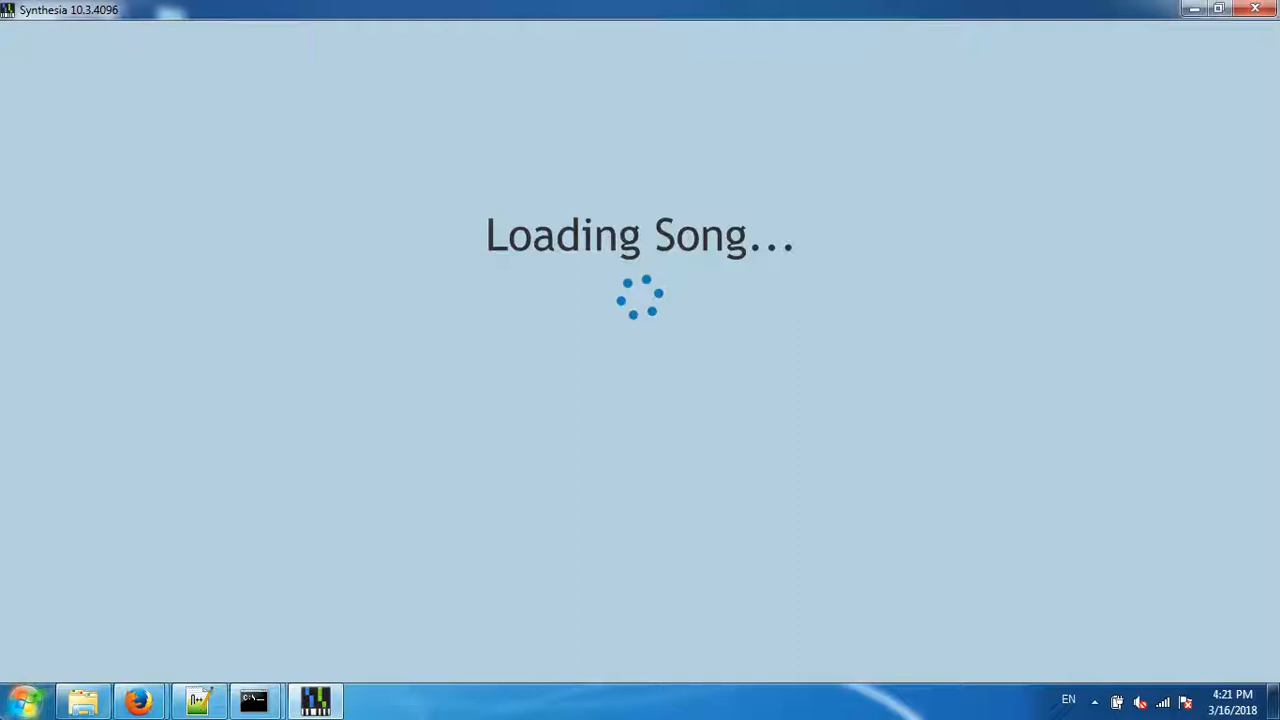 Synthesia 10.3.4096
Loading Song...
C:\
EN
4:21 PM
3/16/2018